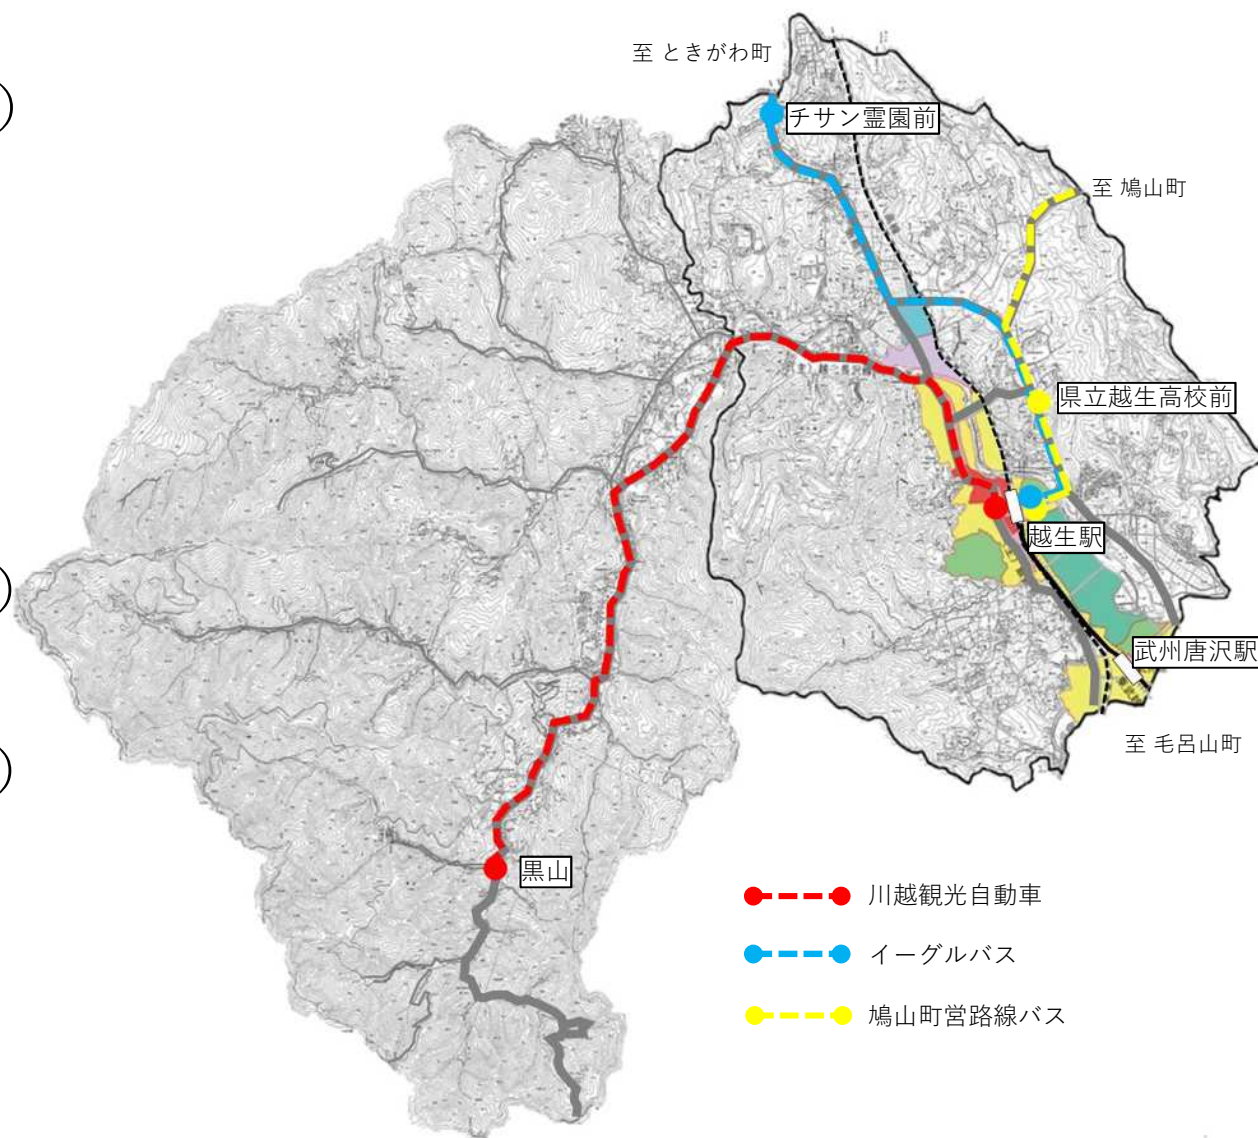 至 ときがわ町
チサン霊園前
至 鳩山町
県立越生高校前
越生駅
武州唐沢駅
至 毛呂山町
黒山
川越観光自動車
イーグルバス
鳩山町営路線バス